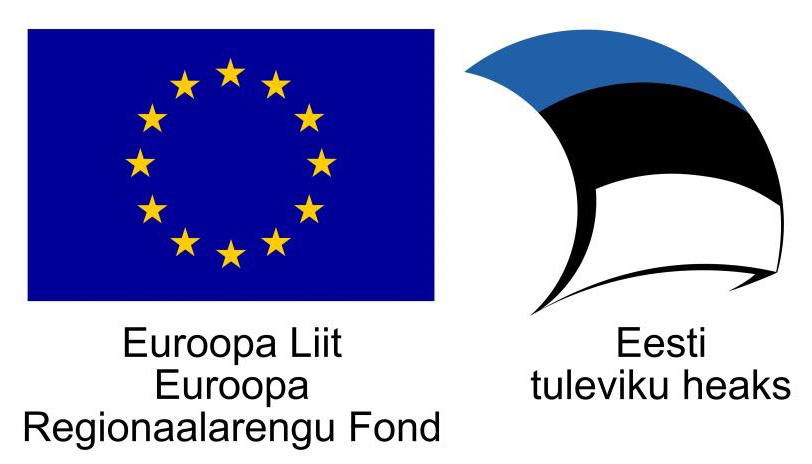 Euroopa Liit
Euroopa
Regionaalarengu Fond
Eesti
tuleviku heaks